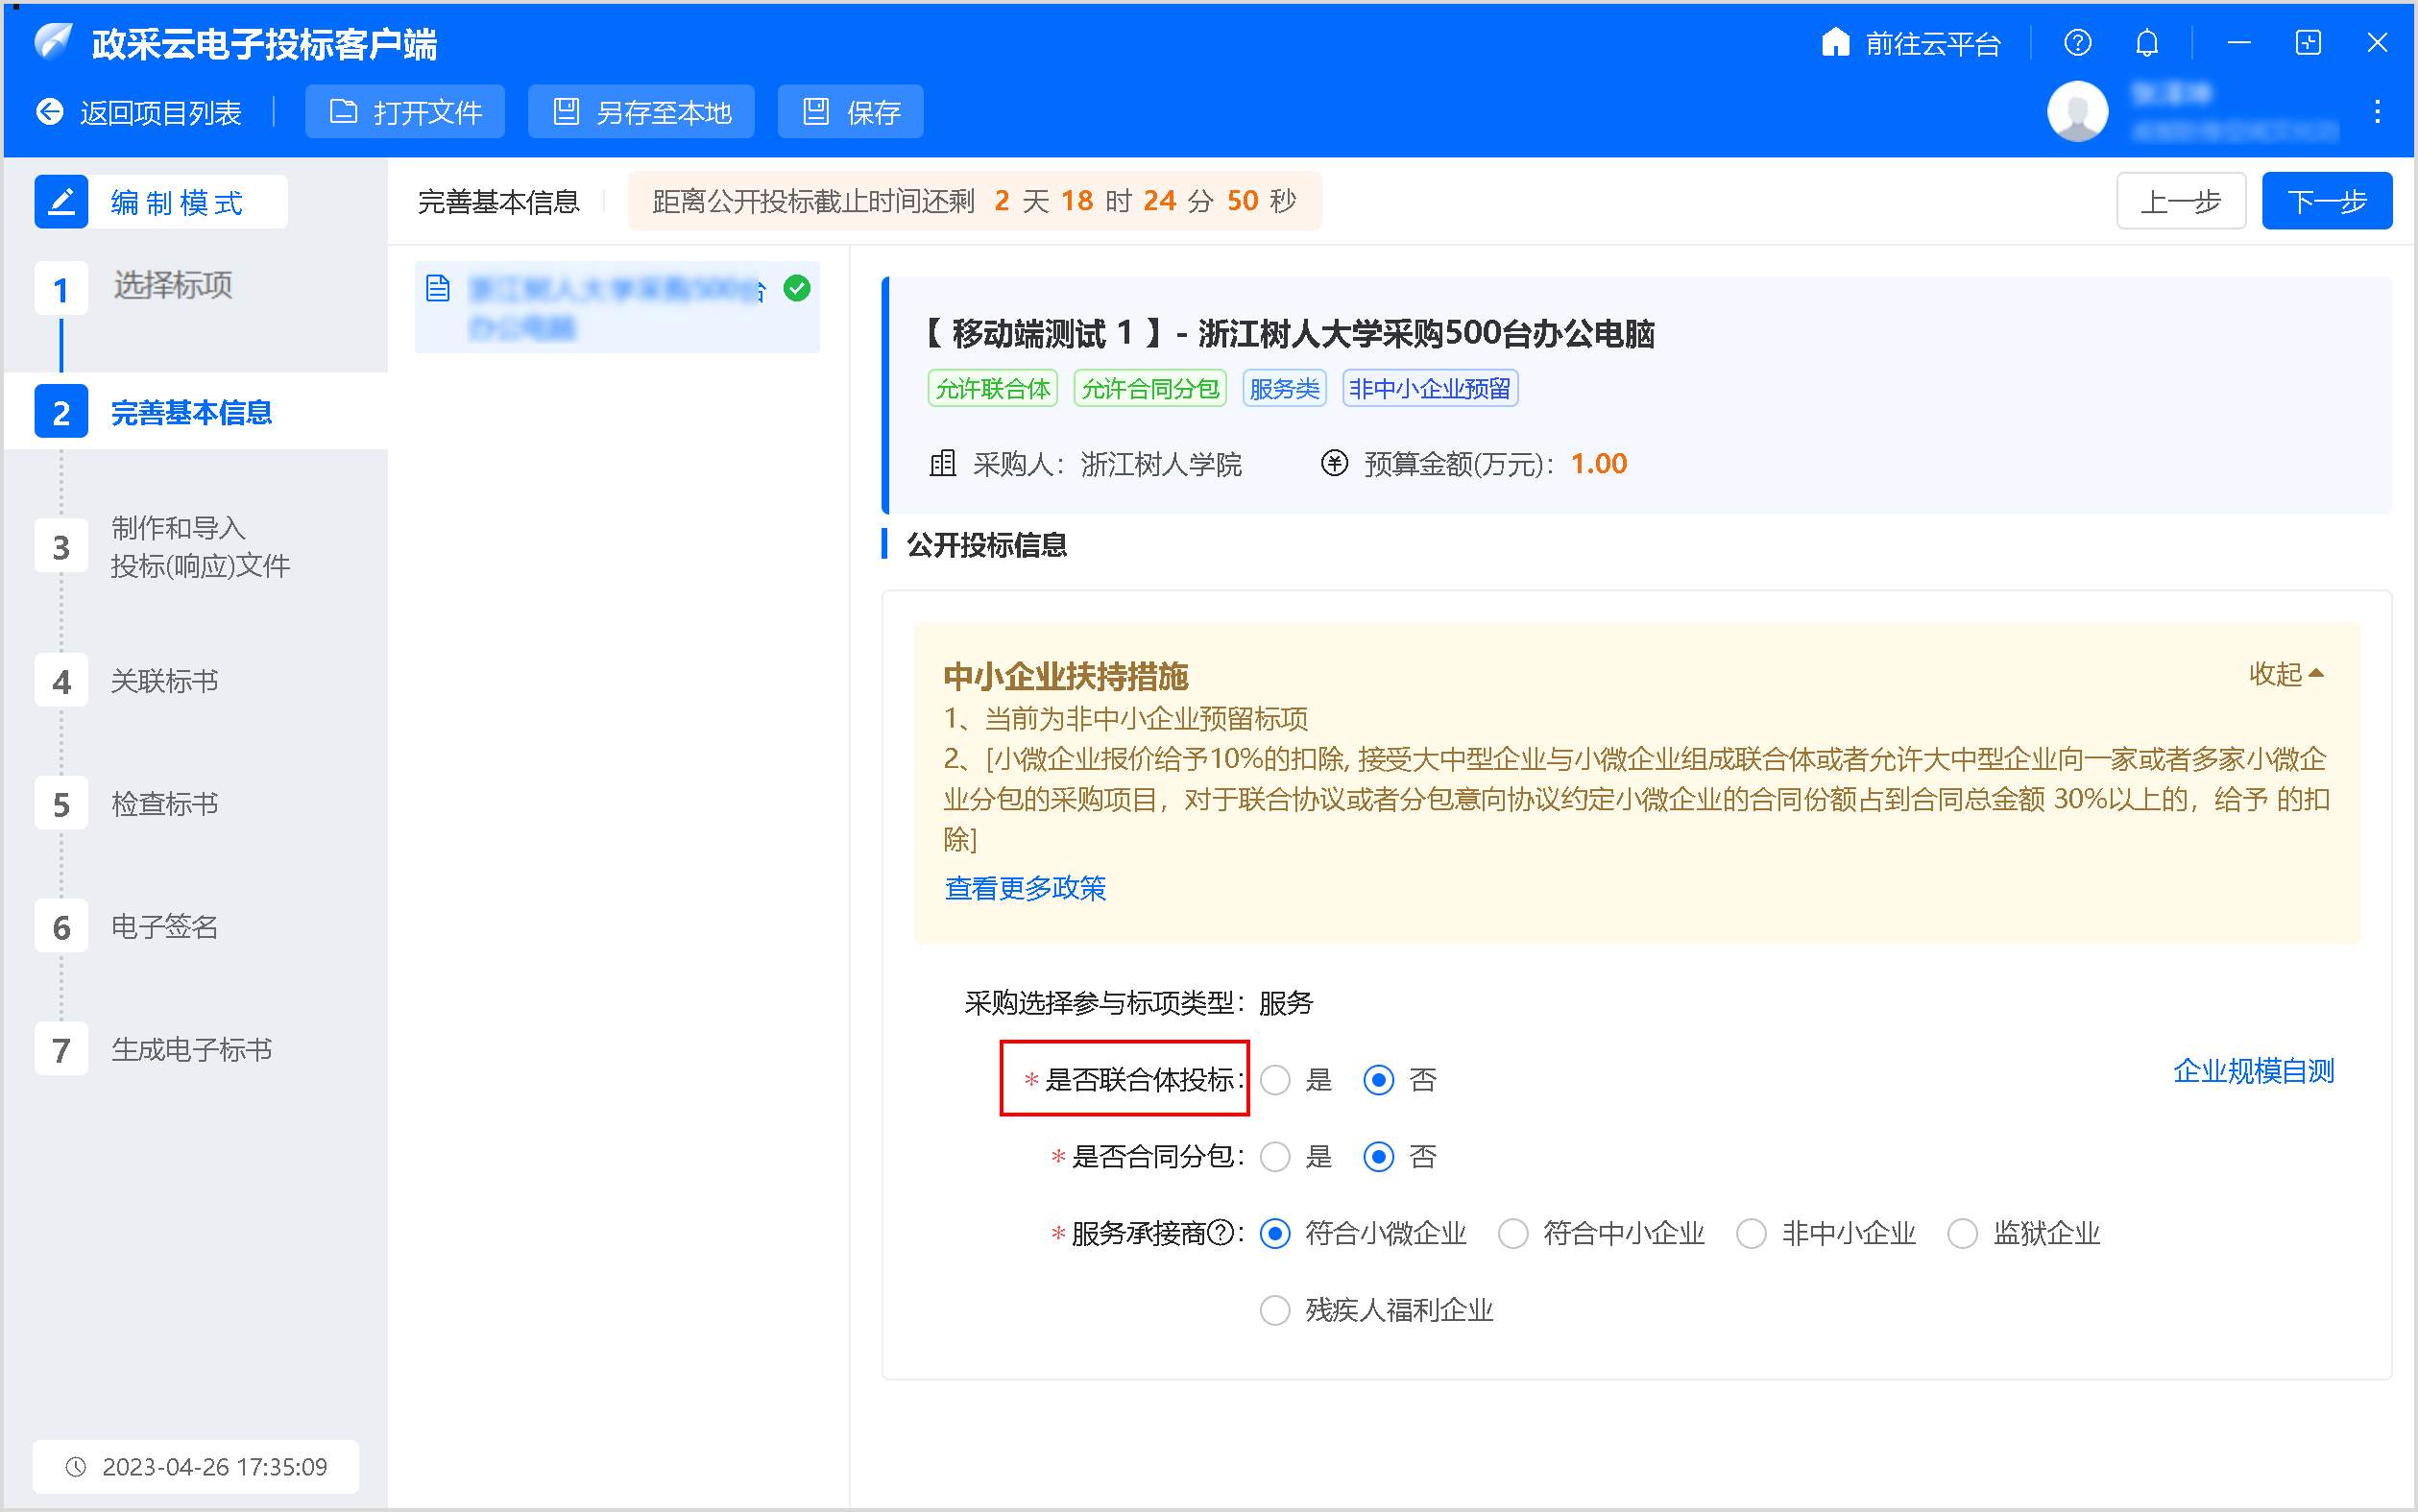 政采云电子投标客户端
前往云平台
返回项目列表
打开文件
另存至本地
保存
编制模式
完善基本信息
距离公开投标截止时间还剩 2 天 18 时 24 分 50 秒
上一步
下一步
1 选择标项
2 完善基本信息
3 制作和导入
投标(响应)文件
4 关联标书
5 检查标书
6 电子签名
7 生成电子标书
2023-04-26 17:35:09
浙江树人大学采购500台
办公电脑
【 移动端测试 1 】- 浙江树人大学采购500台办公电脑
允许联合体
允许合同分包
服务类
非中小企业预留
采购人：浙江树人学院
预算金额(万元)：1.00
公开投标信息
中小企业扶持措施
收起
1、当前为非中小企业预留标项
2、[小微企业报价给予10%的扣除, 接受大中型企业与小微企业组成联合体或者允许大中型企业向一家或者多家小微企
业分包的采购项目，对于联合协议或者分包意向协议约定小微企业的合同份额占到合同总金额 30%以上的，给予 的扣
除]
查看更多政策
采购选择参与标项类型：服务
* 是否联合体投标： 是 否
企业规模自测
* 是否合同分包： 是 否
* 服务承接商?： 符合小微企业 符合中小企业 非中小企业 监狱企业
残疾人福利企业